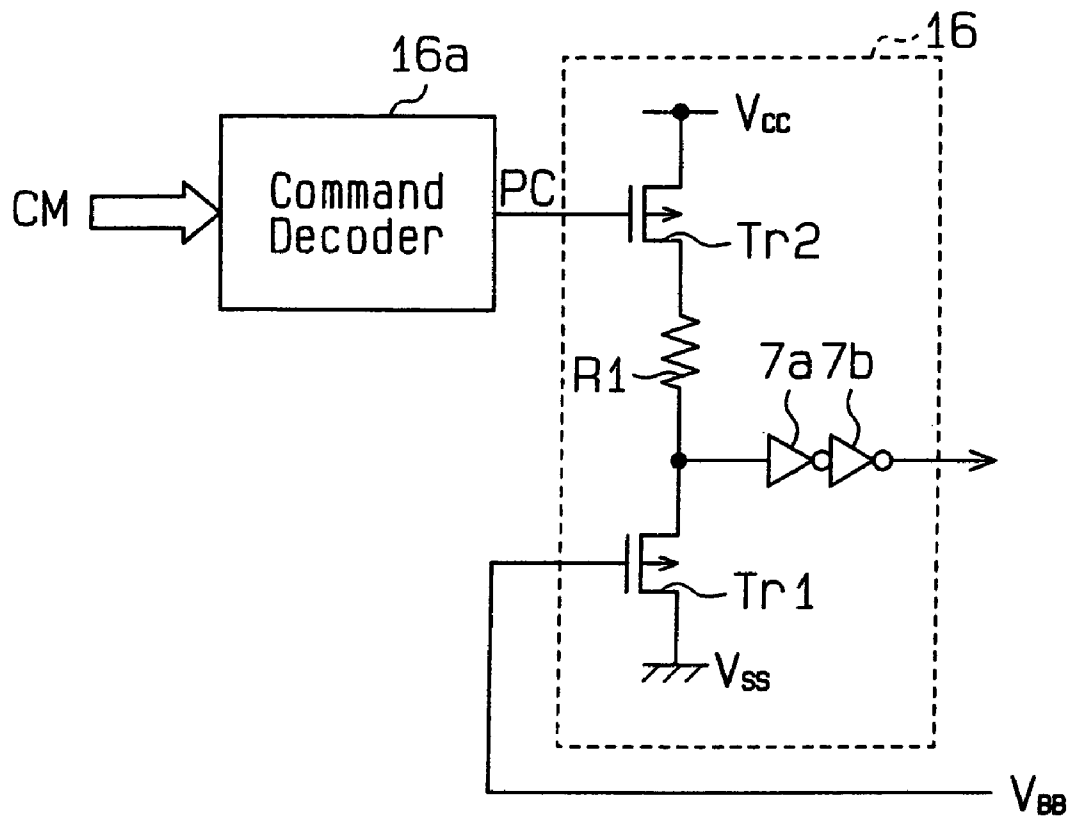 16a
16
Vcc
CM
Command
Decoder
PC
Tr2
R1
7a 7b
Tr1
Vss
VBB